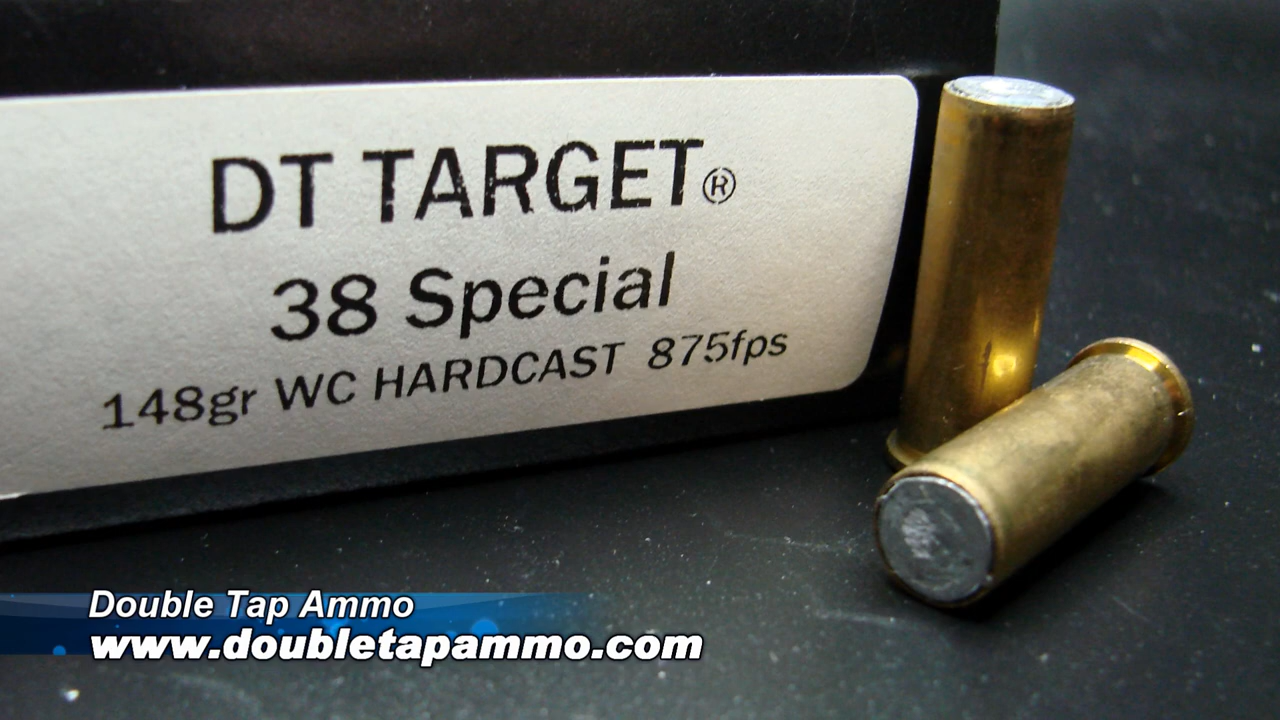 DT TARGET®
38 Special
148gr WC HARDCAST 875fps
Double Tap Ammo
www.doubletapammo.com